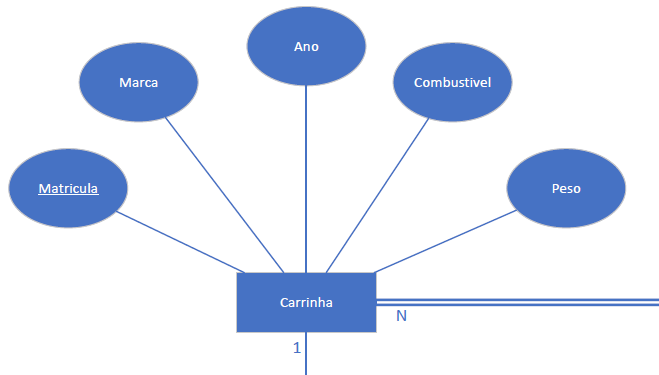 Ano
Marca
Combustivel
Matricula
Peso
Carrinha
N
1